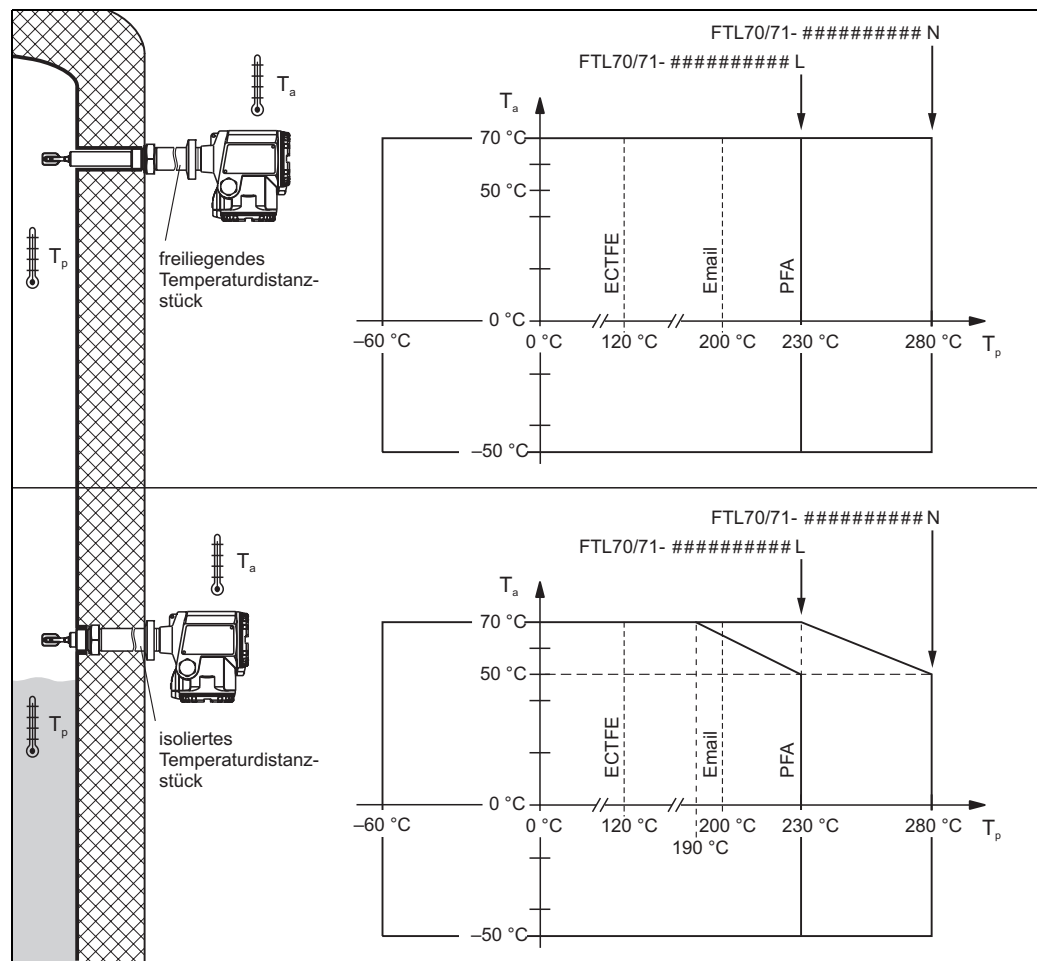 FTL70/71- ########## N
FTL70/71- ########## L
Tₐ
Tₐ
70 °C
50 °C
ECTFE
Email
PFA
Tₚ
freiliegendes
Temperaturdistanz-
stück
0 °C
–60 °C
0 °C
120 °C
200 °C
230 °C
280 °C
Tₚ
–50 °C
FTL70/71- ########## N
FTL70/71- ########## L
Tₐ
Tₐ
70 °C
50 °C
ECTFE
Email
PFA
Tₚ
isoliertes
Temperaturdistanz-
stück
0 °C
–60 °C
0 °C
120 °C
200 °C
230 °C
280 °C
Tₚ
190 °C
–50 °C